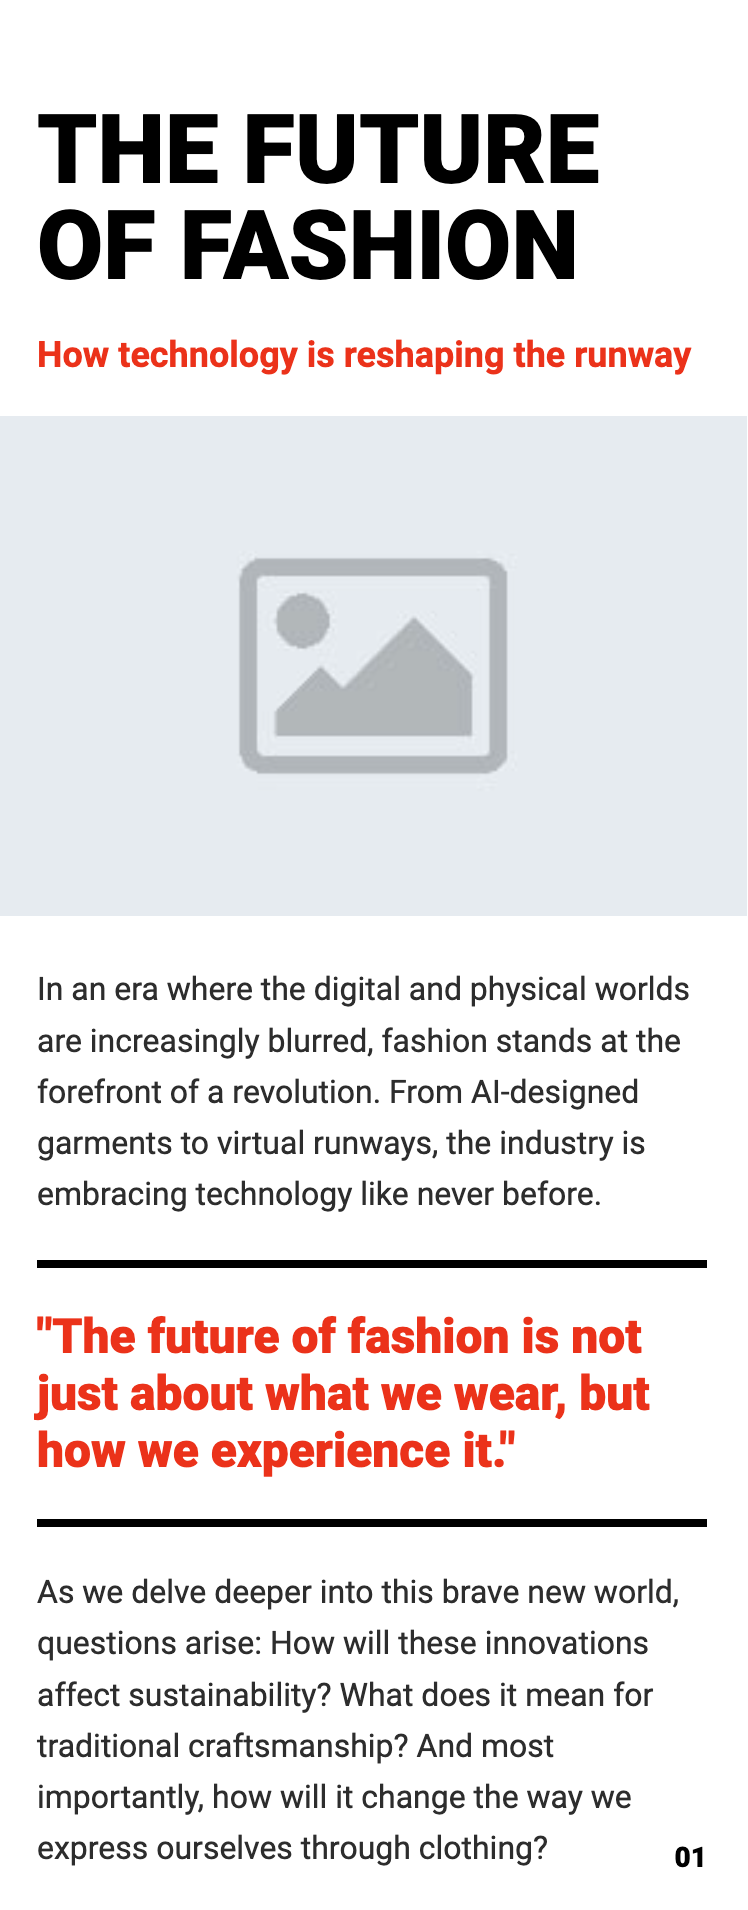 THE FUTURE
OF FASHION
How technology is reshaping the runway
In an era where the digital and physical worlds
are increasingly blurred, fashion stands at the
forefront of a revolution. From AI-designed
garments to virtual runways, the industry is
embracing technology like never before.
"The future of fashion is not
just about what we wear, but
how we experience it."
As we delve deeper into this brave new world,
questions arise: How will these innovations
affect sustainability? What does it mean for
traditional craftsmanship? And most
importantly, how will it change the way we
express ourselves through clothing?
01